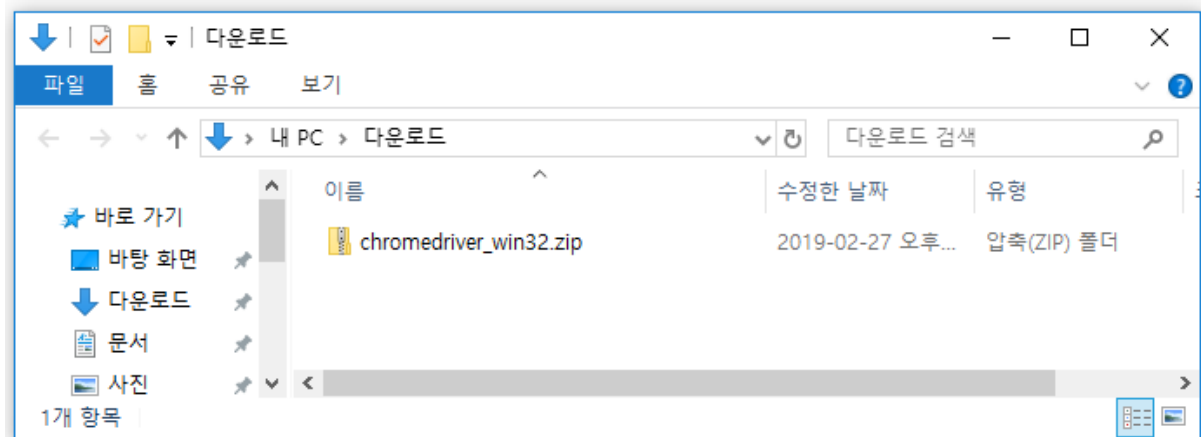 다운로드
파일 홈 공유 보기
내 PC 다운로드 다운로드 검색
이름 수정한 날짜 유형
바로 가기
chromedriver_win32.zip 2019-02-27 오후... 압축(ZIP) 폴더
바탕 화면
다운로드
문서
사진
1개 항목